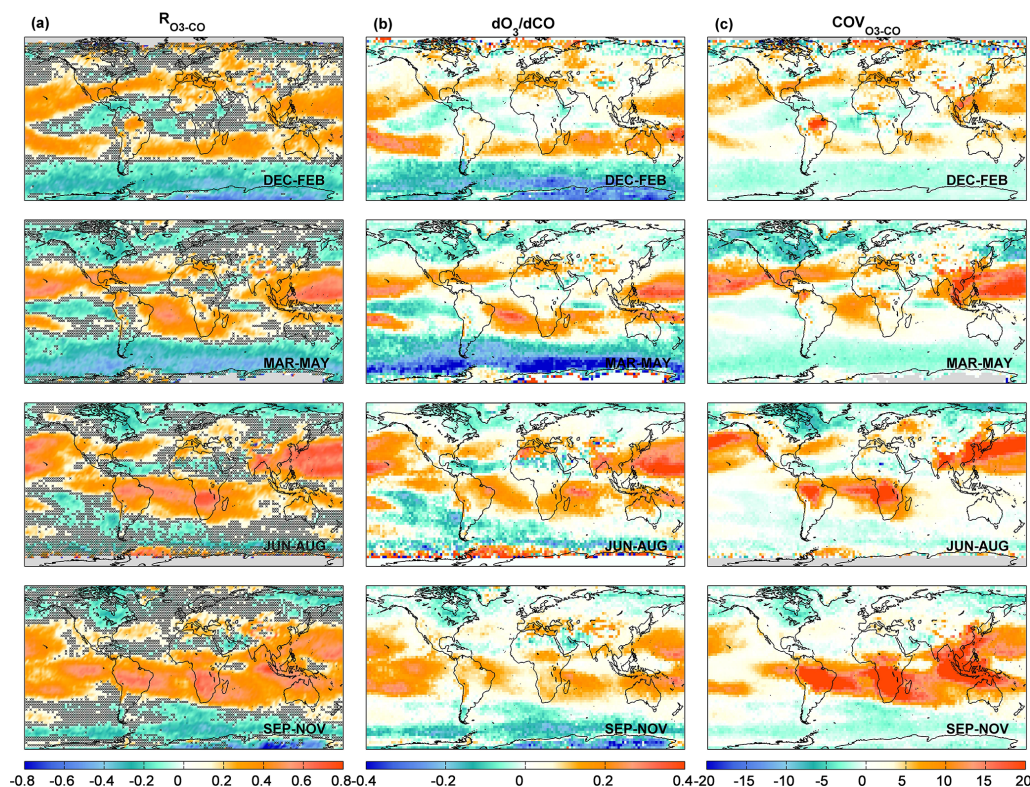 (a) R_O3-CO (b) dO_3/dCO (c) COV_O3-CO
DEC-FEB DEC-FEB DEC-FEB
MAR-MAY MAR-MAY MAR-MAY
JUN-AUG JUN-AUG JUN-AUG
SEP-NOV SEP-NOV SEP-NOV
-0.8 -0.6 -0.4 -0.2 0 0.2 0.4 0.6 0.8 -0.4 -0.2 0 0.2 0.4 -20 -15 -10 -5 0 5 10 15 20